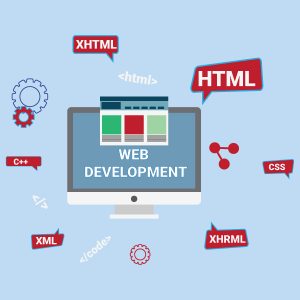 XHTML
<html>
HTML
WEB
DEVELOPMENT
C++
CSS
</>
XML
</code>
XHRML